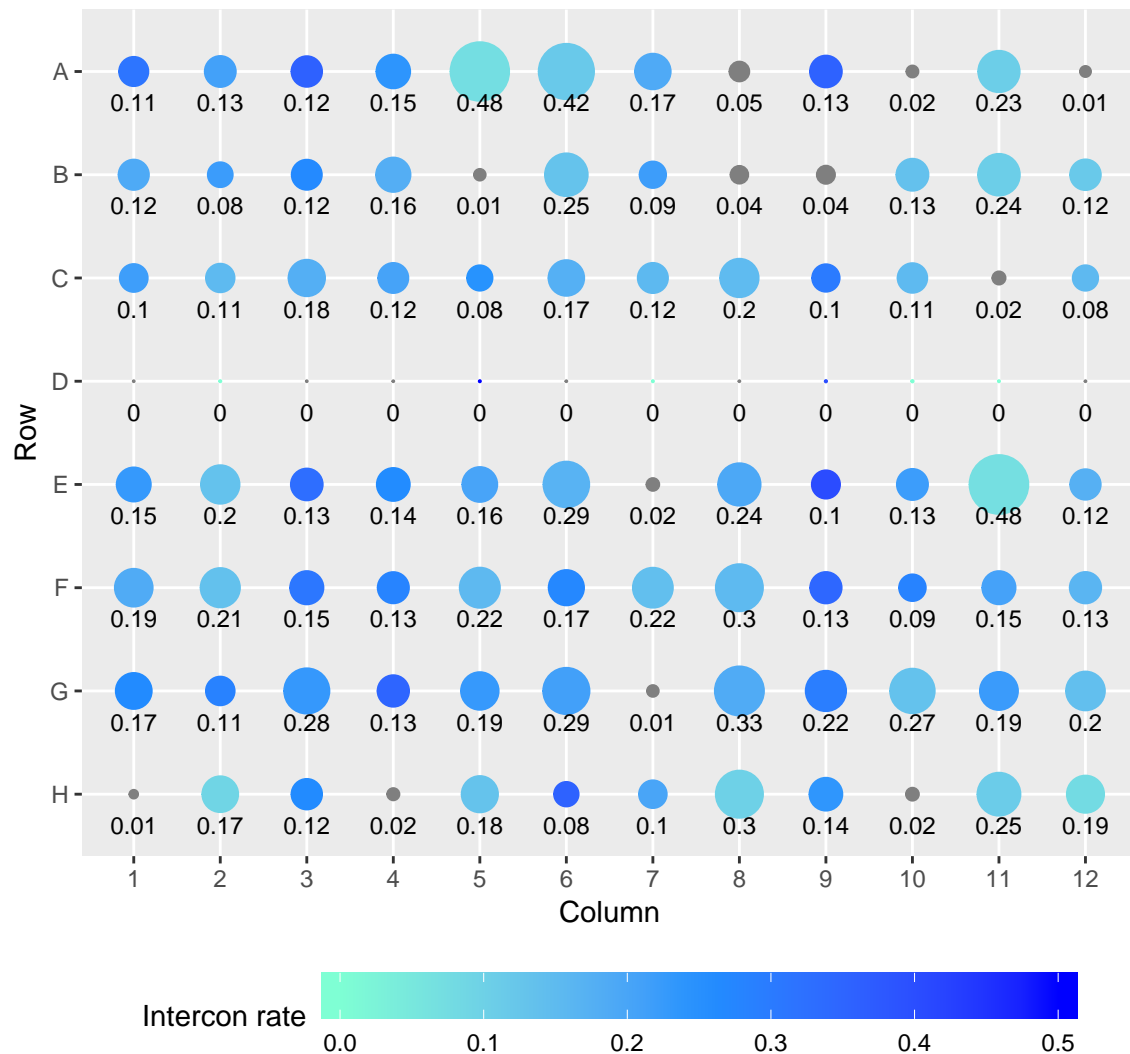 A
0.11 0.13 0.12 0.15 0.48 0.42 0.17 0.05 0.13 0.02 0.23 0.01
B
0.12 0.08 0.12 0.16 0.01 0.25 0.09 0.04 0.04 0.13 0.24 0.12
C
0.1 0.11 0.18 0.12 0.08 0.17 0.12 0.2 0.1 0.11 0.02 0.08
D
0 0 0 0 0 0 0 0 0 0 0 0
Row
E
0.15 0.2 0.13 0.14 0.16 0.29 0.02 0.24 0.1 0.13 0.48 0.12
F
0.19 0.21 0.15 0.13 0.22 0.17 0.22 0.3 0.13 0.09 0.15 0.13
G
0.17 0.11 0.28 0.13 0.19 0.29 0.01 0.33 0.22 0.27 0.19 0.2
H
0.01 0.17 0.12 0.02 0.18 0.08 0.1 0.3 0.14 0.02 0.25 0.19
1 2 3 4 5 6 7 8 9 10 11 12
Column
Intercon rate
0.0 0.1 0.2 0.3 0.4 0.5